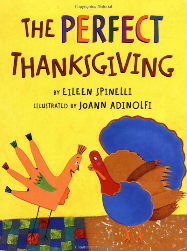 THE PERFECT
THANKSGIVING
BY EILEEN SPINELLI
ILLUSTRATED BY JOANN ADINOLFI